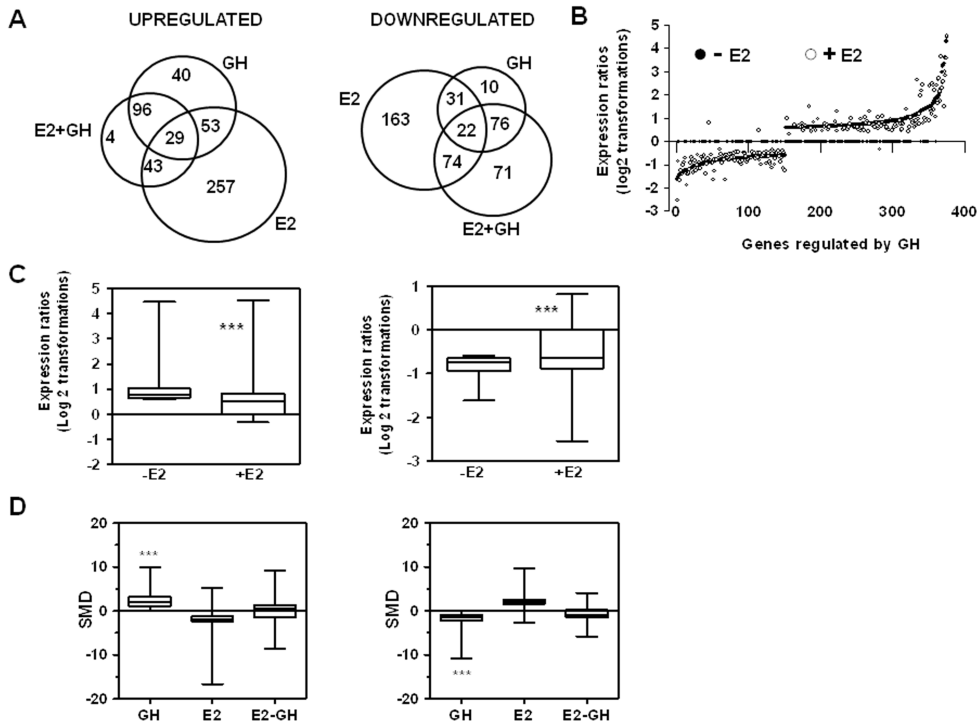 A
UPREGULATED
DOWNREGULATED
GH
40
96
E2+GH
4
29
53
43
257
E2
GH
E2
31
10
163
22
76
74
71
E2+GH
B
Expression ratios
(log2 transformations)
5
4
3
2
1
0
-1
-2
-3
- E2
+ E2
0 100 200 300 400
Genes regulated by GH
C
Expression ratios
(Log 2 transformations)
5
4
3
2
1
0
-1
-2
***
-E2 +E2
Expression ratios
(Log 2 transformations)
1
0
-1
-2
-3
***
-E2 +E2
D
SMD
20
10
0
-10
-20
***
GH E2 E2-GH
SMD
20
10
0
-10
-20
***
GH E2 E2-GH